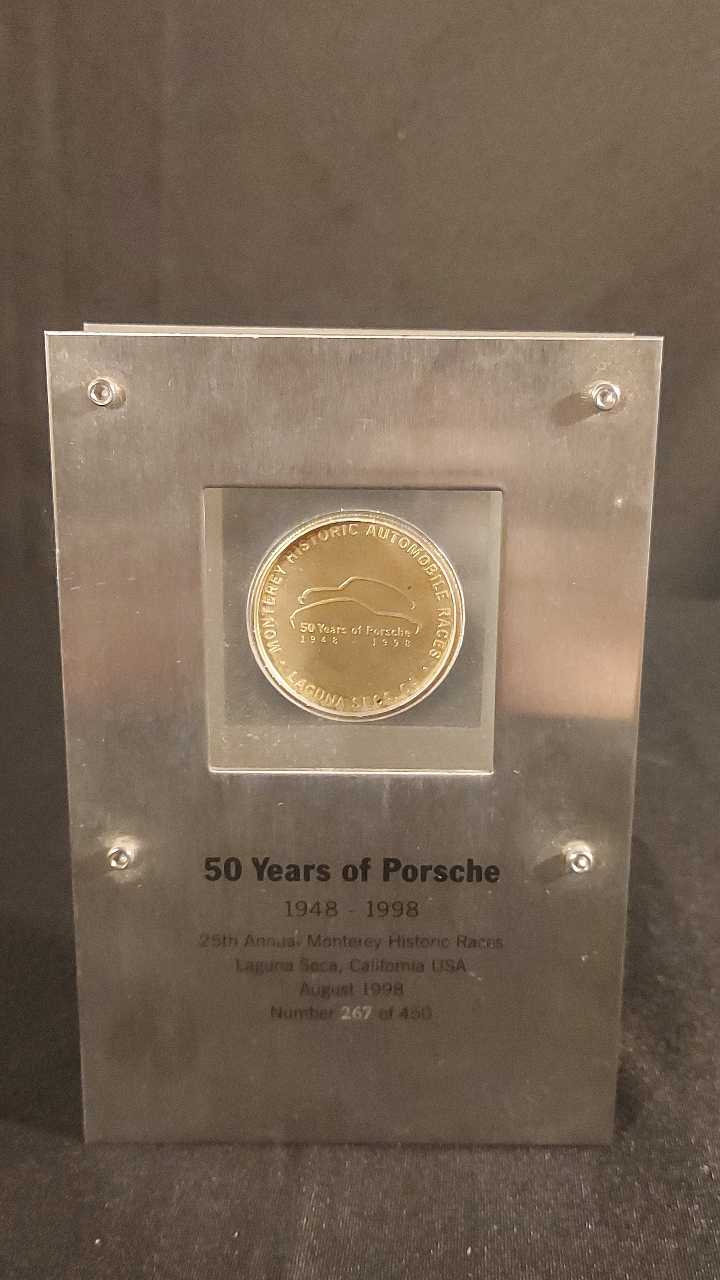 MONTEREY HISTORIC AUTOMOBILE RACES
50 Years of Porsche
1948 - 1998
LAGUNA SECA, CA
50 Years of Porsche
1948 - 1998
25th Annual Monterey Historic Races
Laguna Seca, California USA
August 1998
Number 267 of 450